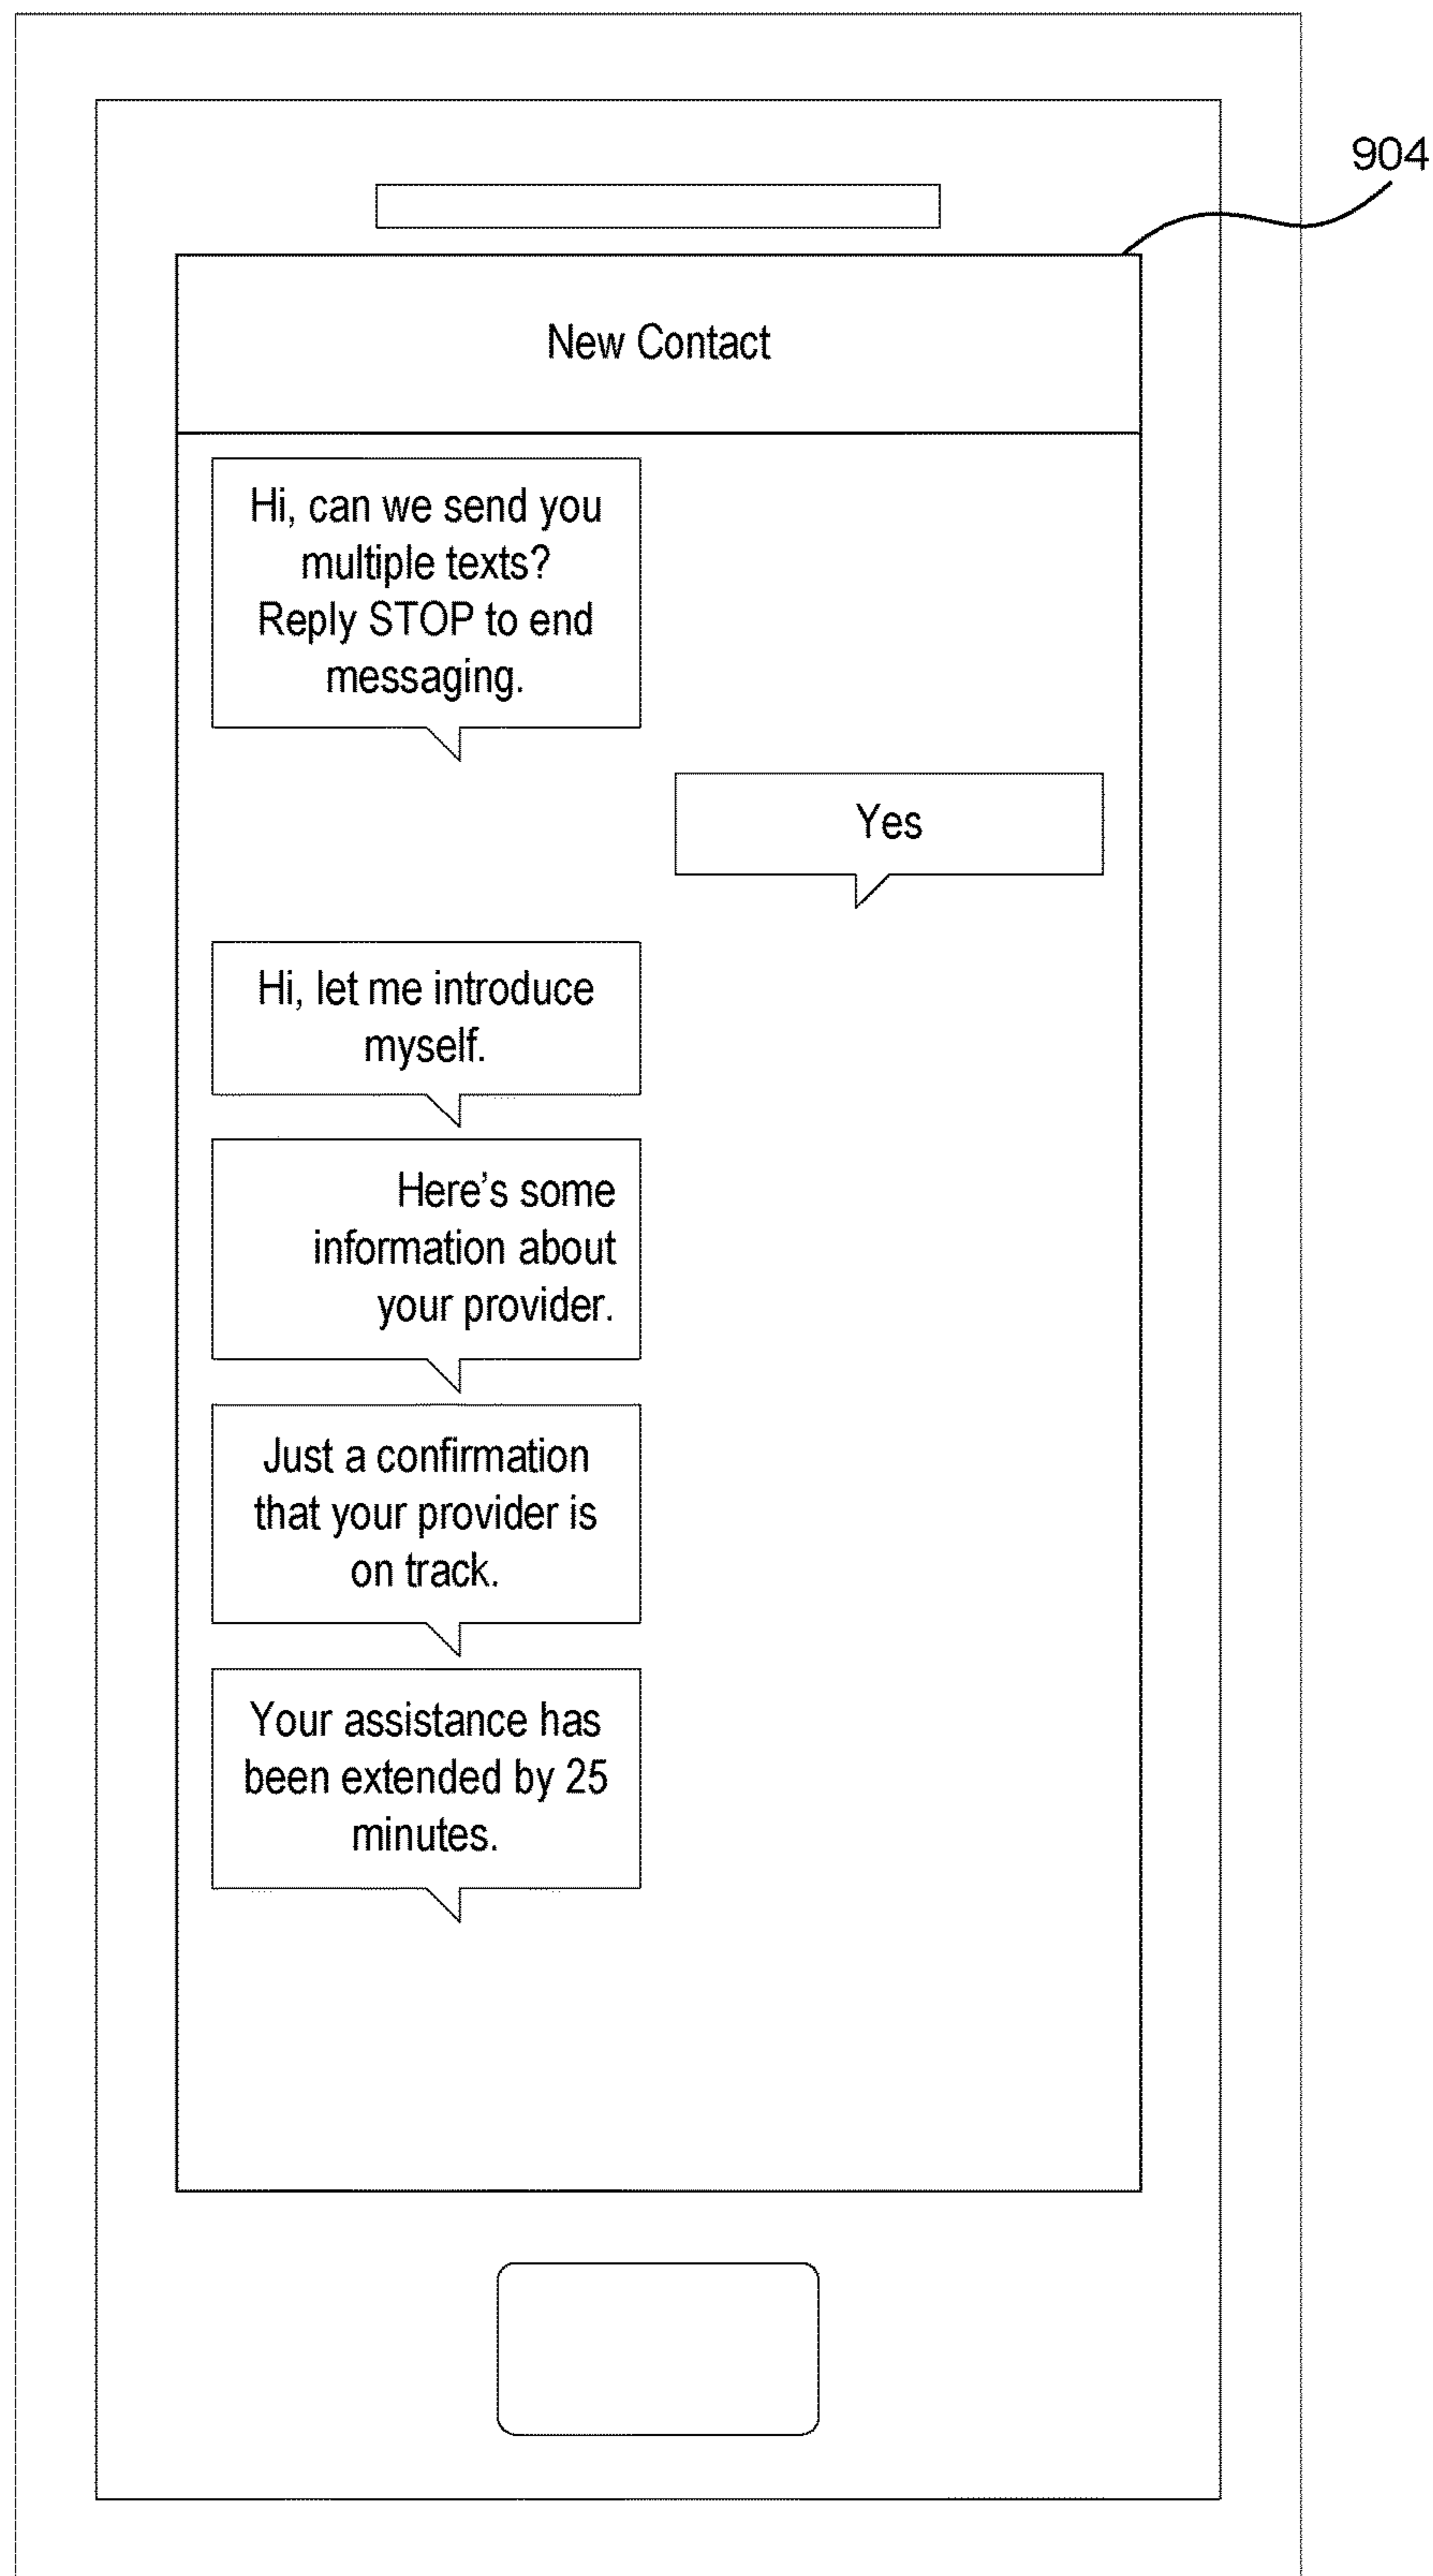 904
New Contact
Hi, can we send you
multiple texts?
Reply STOP to end
messaging.
Yes
Hi, let me introduce
myself.
Here’s some
information about
your provider.
Just a confirmation
that your provider is
on track.
Your assistance has
been extended by 25
minutes.